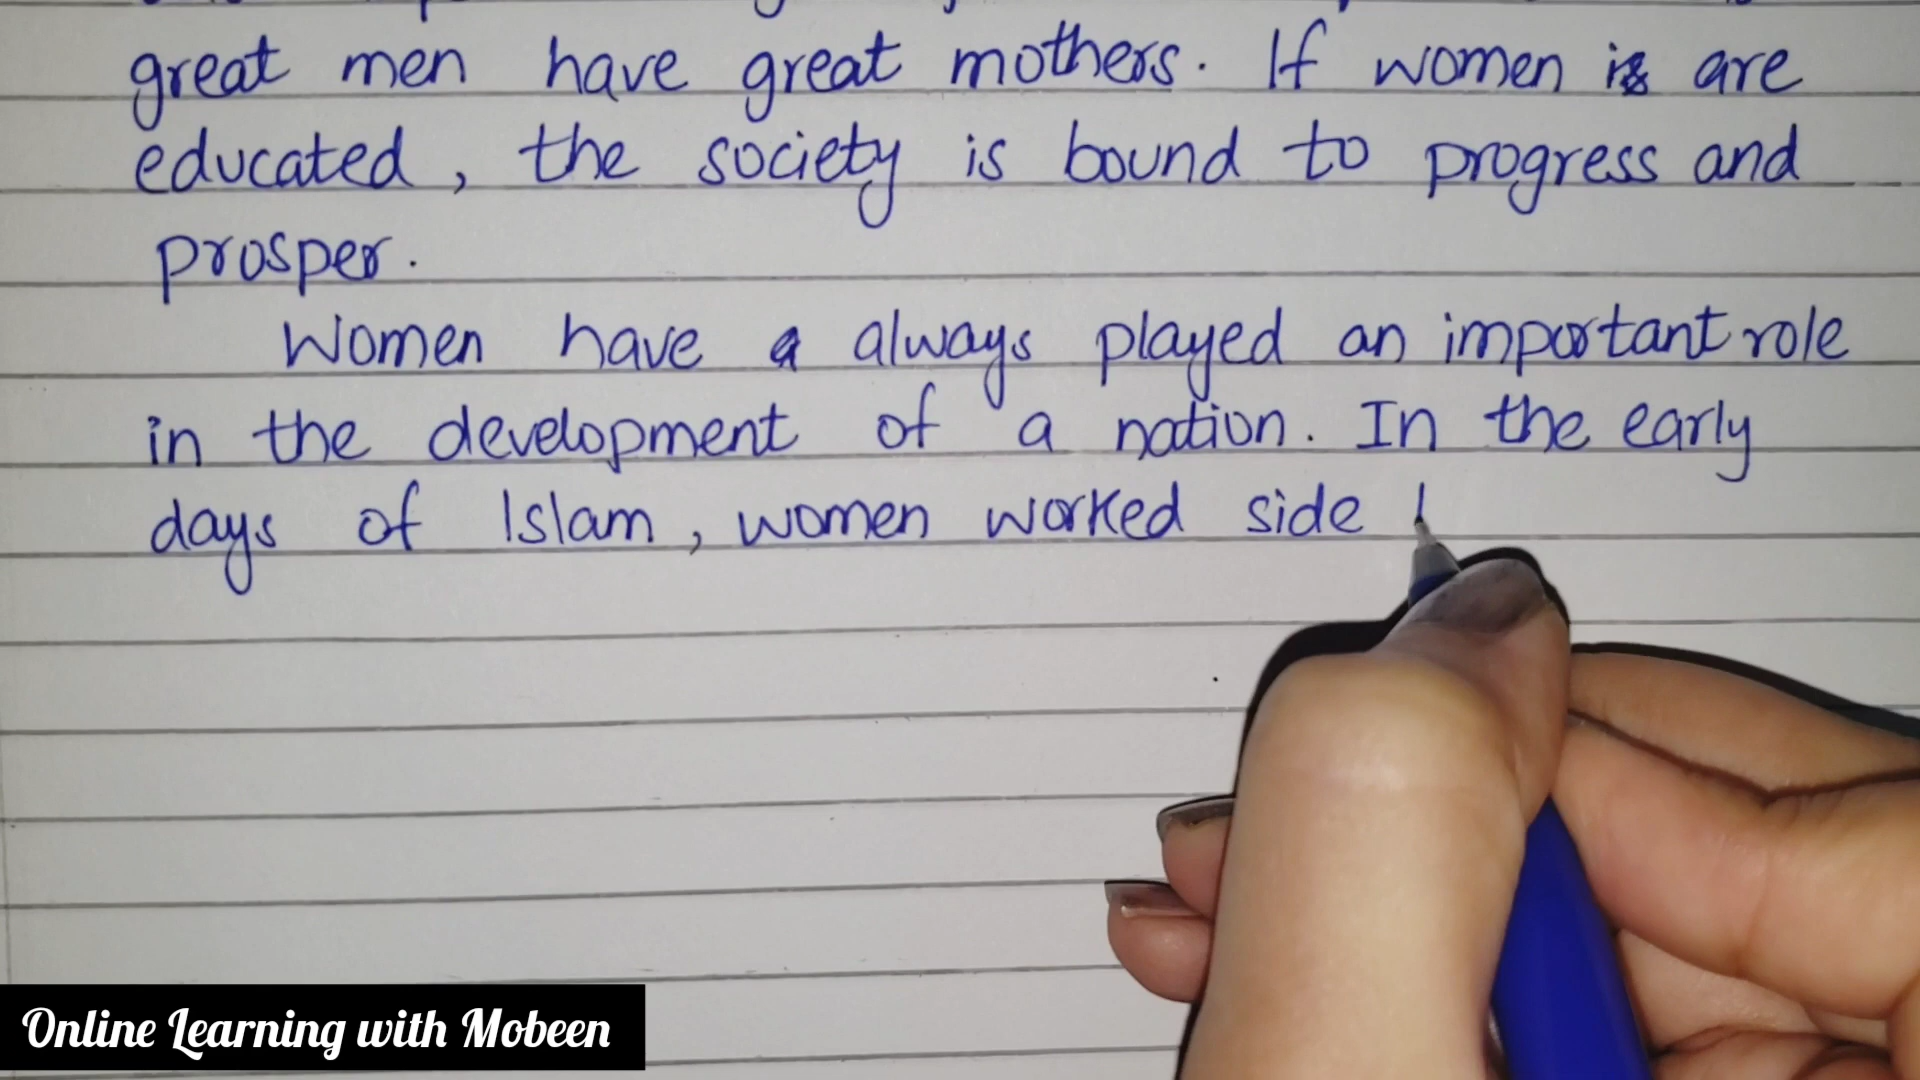 great men have great mothers. If women are
educated, the society is bound to progress and
prosper.
Women have always played an important role
in the development of a nation. In the early
days of Islam, women worked side
Online Learning with Mobeen